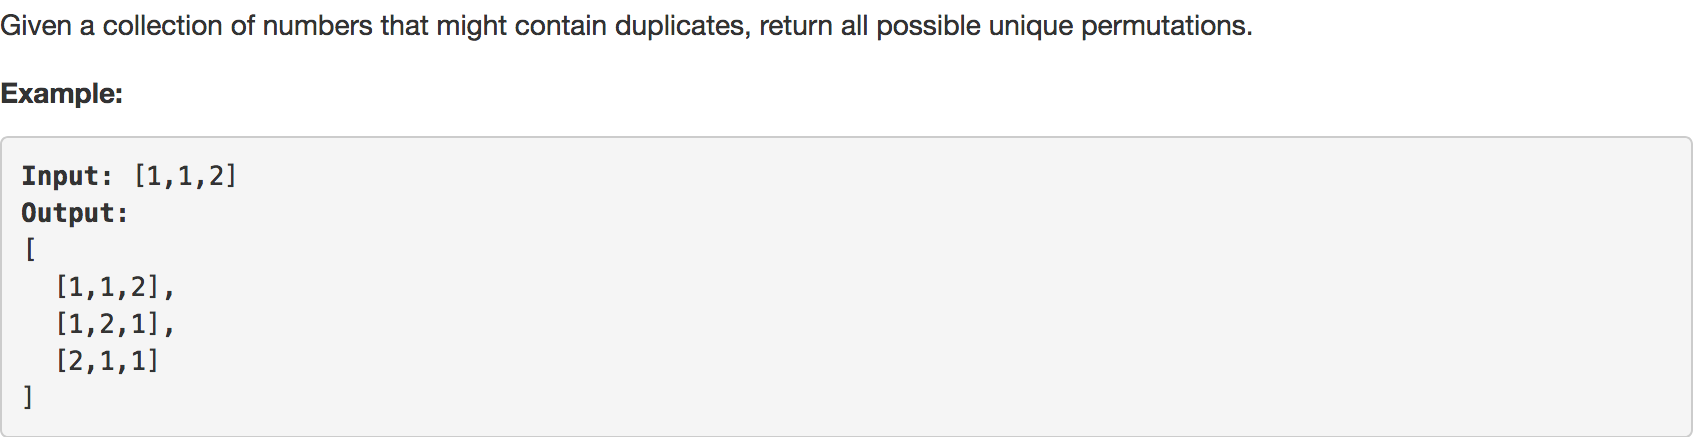 Given a collection of numbers that might contain duplicates, return all possible unique permutations.
Example:
Input: [1,1,2]
Output:
[
  [1,1,2],
  [1,2,1],
  [2,1,1]
]